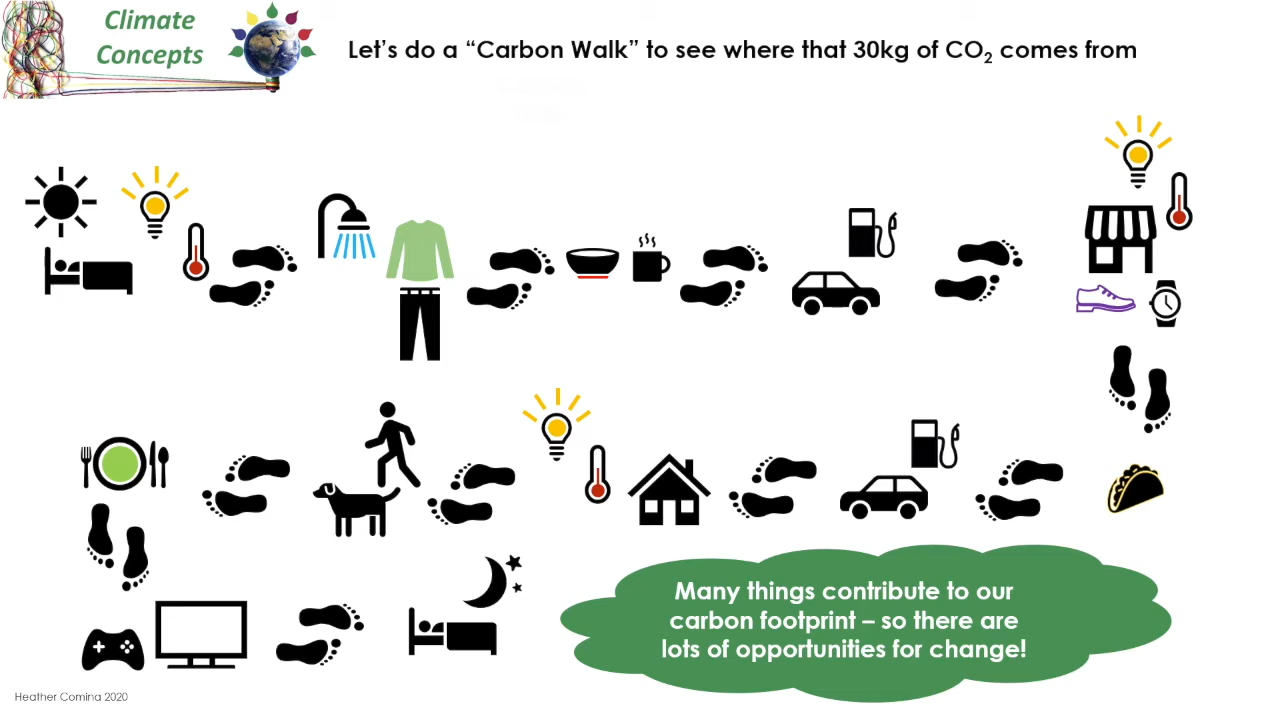 Climate
Concepts
Let’s do a “Carbon Walk” to see where that 30kg of CO₂ comes from
Many things contribute to our
carbon footprint – so there are
lots of opportunities for change!
Heather Comina 2020